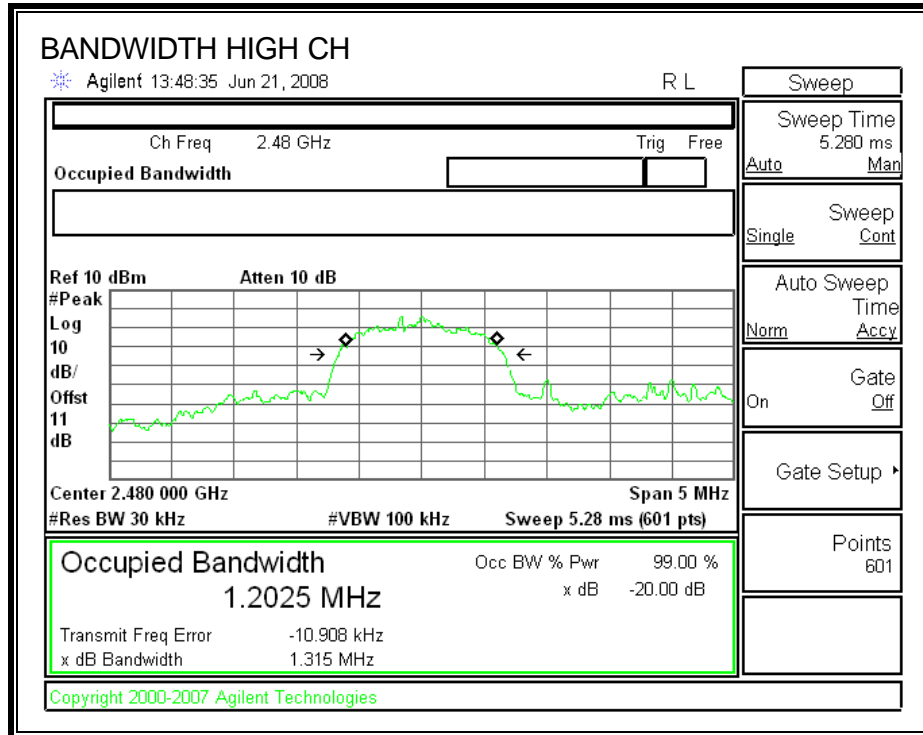 BANDWIDTH HIGH CH
Agilent 13:48:35 Jun 21, 2008 R L
Ch Freq 2.48 GHz Trig Free
Occupied Bandwidth
Ref 10 dBm Atten 10 dB
#Peak
Log
10
dB/
Offst
11
dB
Center 2.480 000 GHz Span 5 MHz
#Res BW 30 kHz #VBW 100 kHz Sweep 5.28 ms (601 pts)
Occupied Bandwidth
1.2025 MHz
Occ BW % Pwr 99.00 %
x dB -20.00 dB
Transmit Freq Error -10.908 kHz
x dB Bandwidth 1.315 MHz
Copyright 2000-2007 Agilent Technologies
Sweep
Sweep Time
5.280 ms
Auto Man
Sweep
Single Cont
Auto Sweep
Time
Norm Accy
Gate
On Off
Gate Setup
Points
601